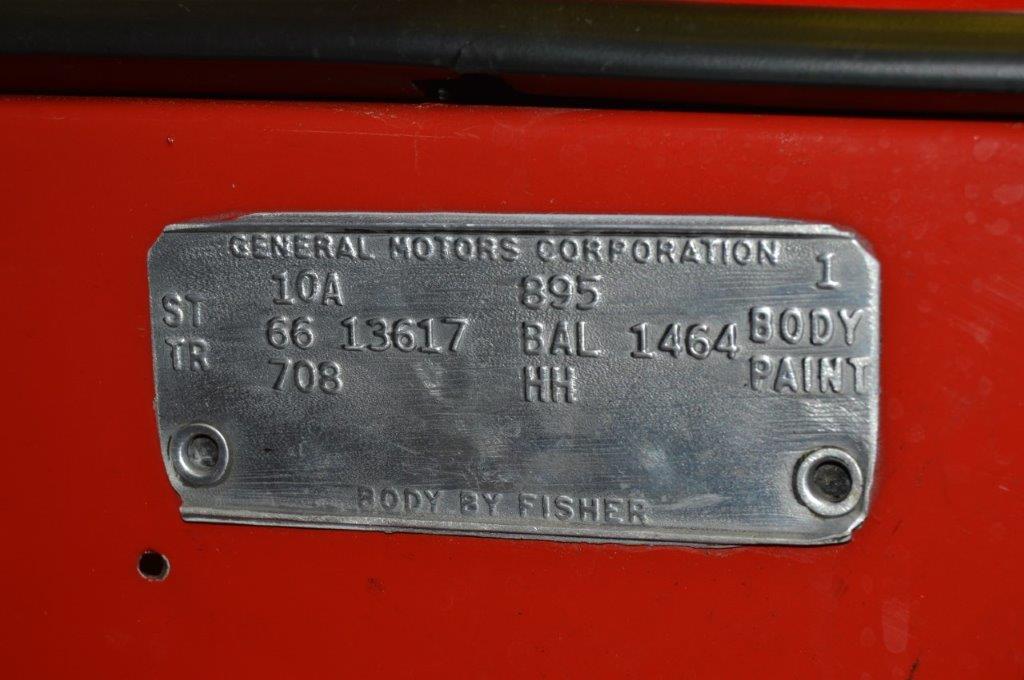 GENERAL MOTORS CORPORATION
10A 895 1
ST 66 13617 BAL 1464 BODY
TR 708 HH PAINT
BODY BY FISHER